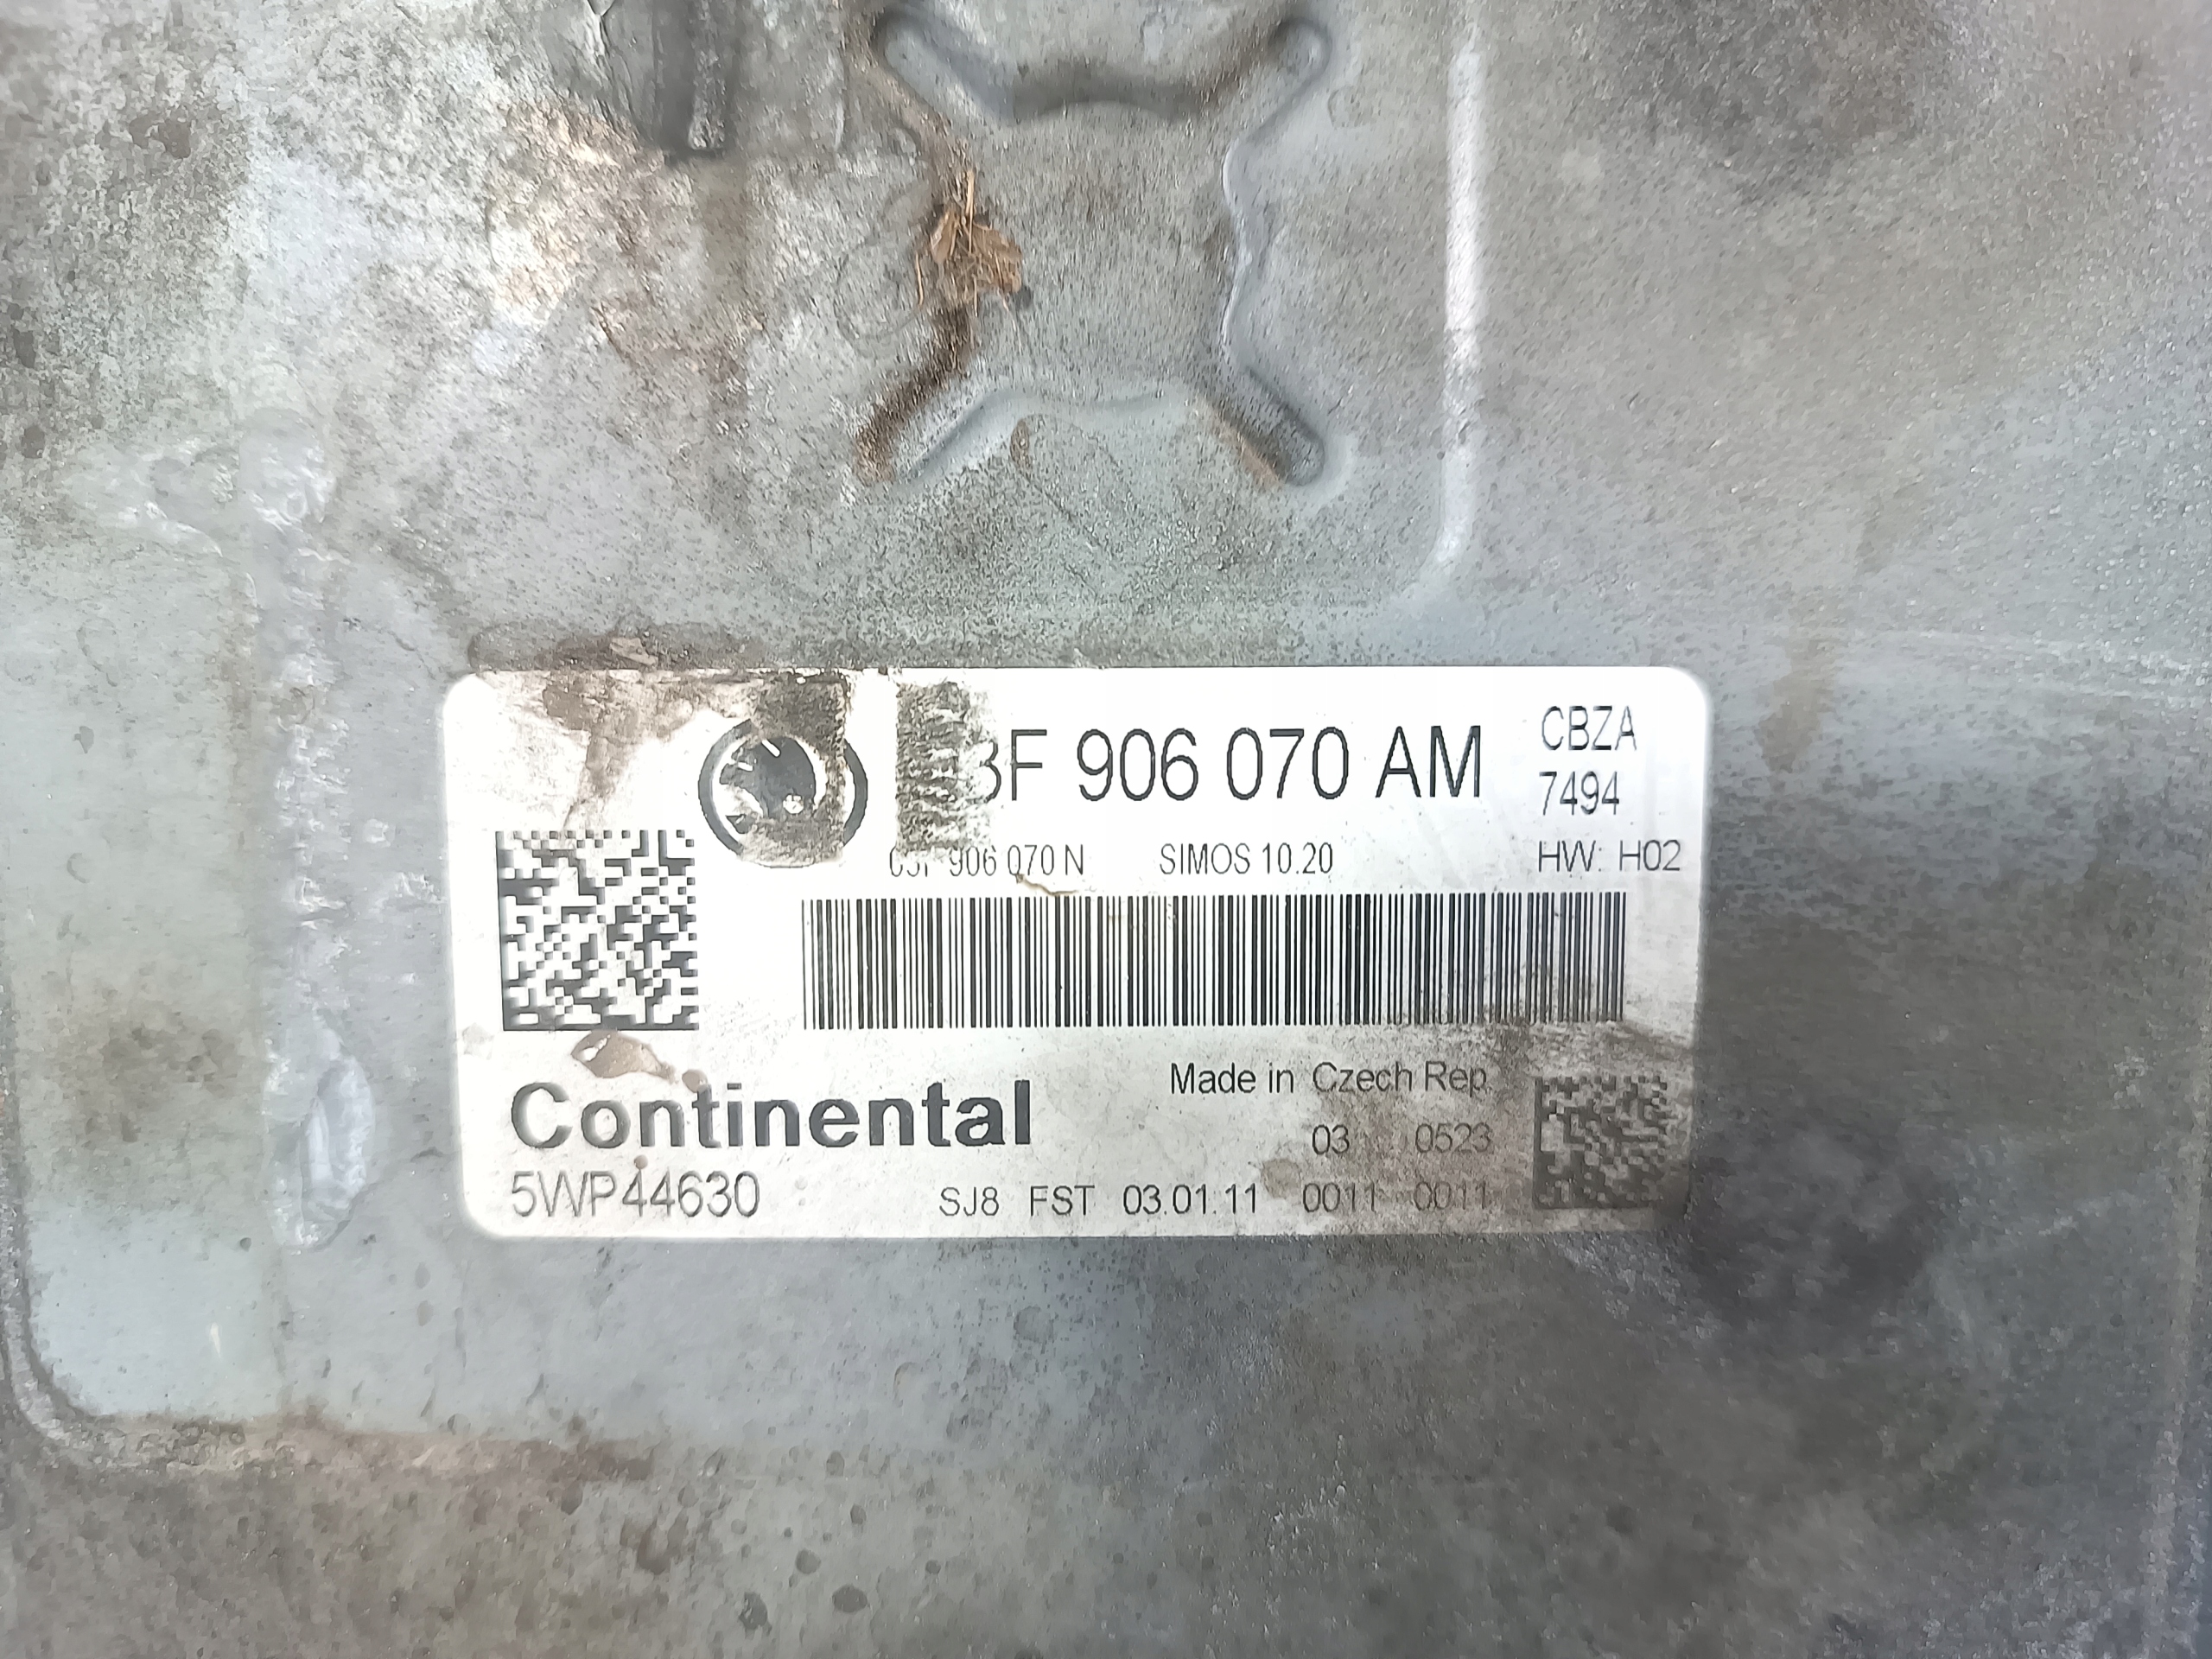 3F 906 070 AM
CBZA
7494
906 070 N SIMOS 10.20 HW: H02
Made in Czech Rep.
Continental
03 0523
5WP44630 SJ8 FST 03.01.11 0011 0011